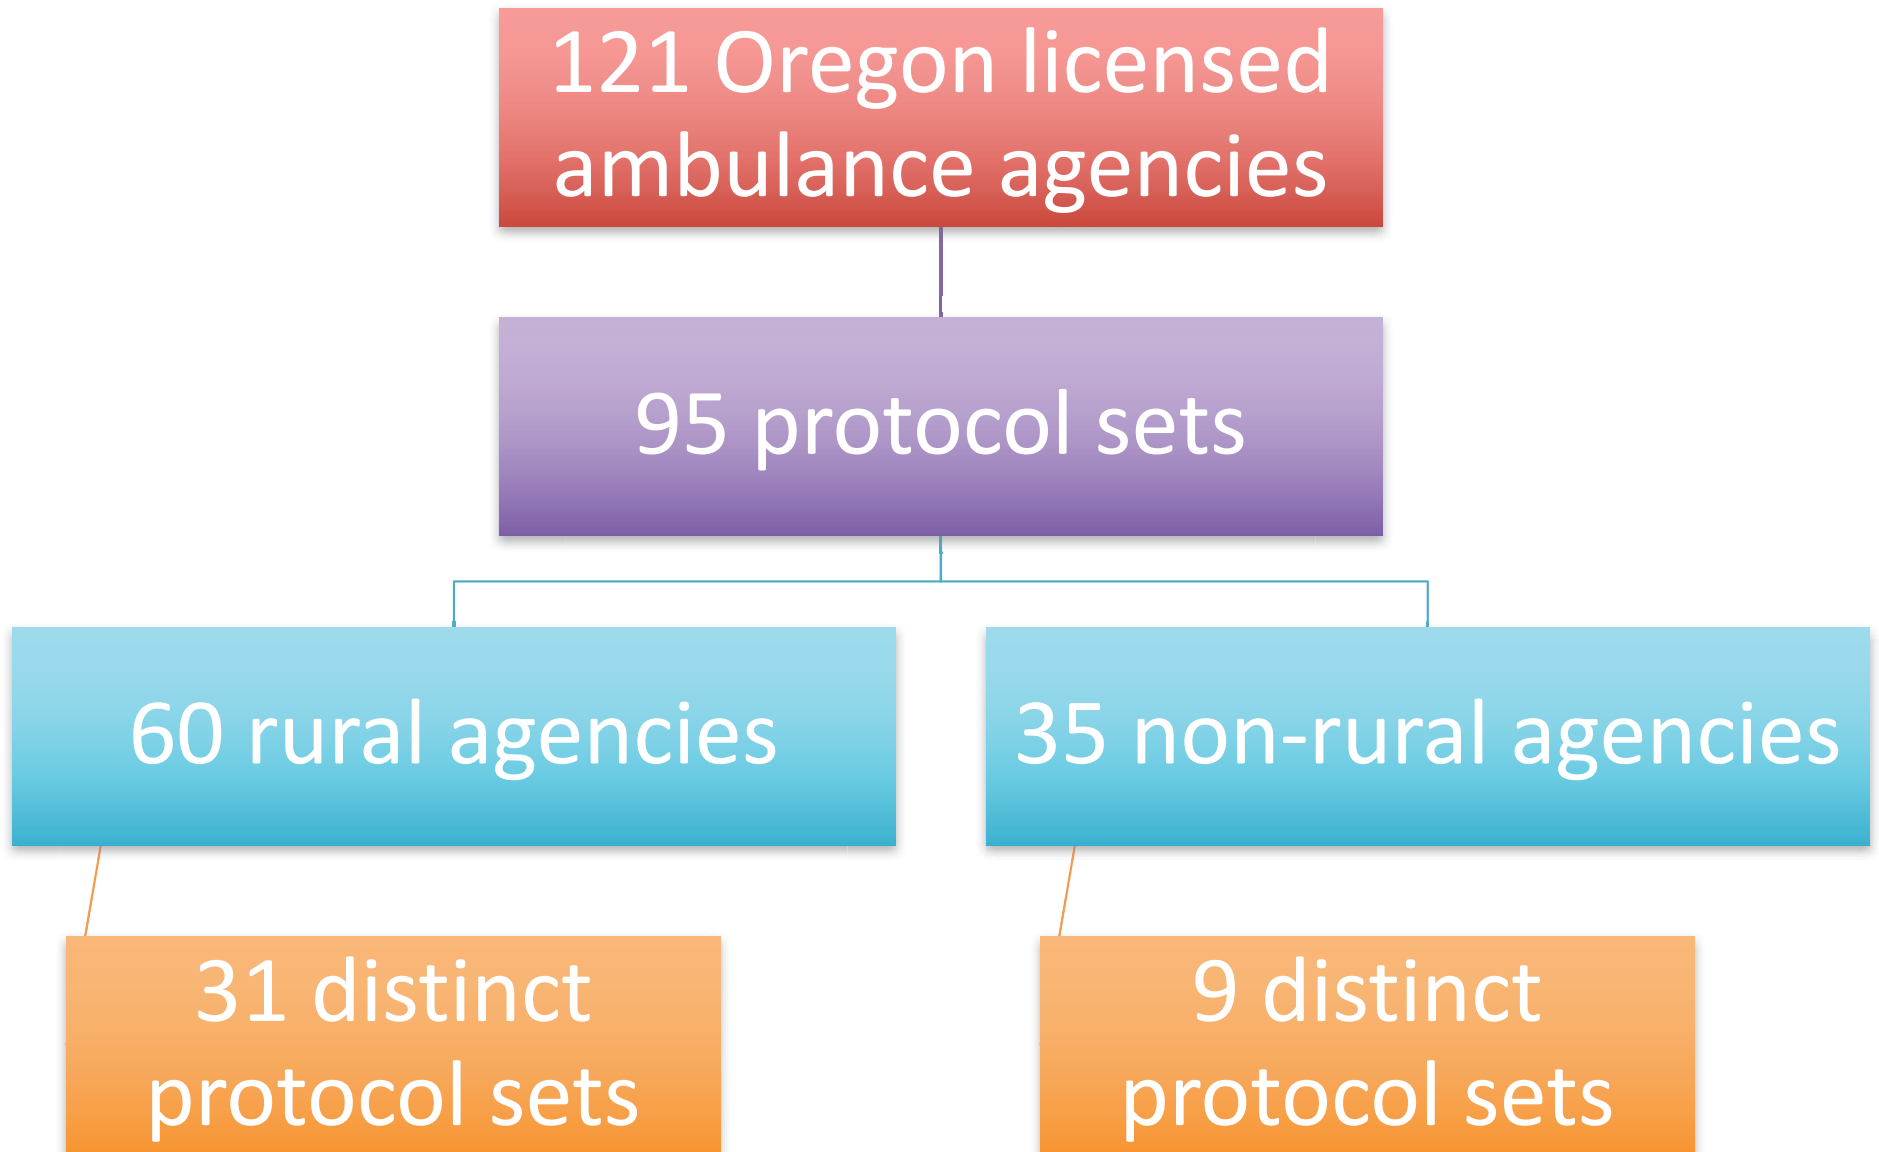 121 Oregon licensed
ambulance agencies
95 protocol sets
60 rural agencies
35 non-rural agencies
31 distinct
protocol sets
9 distinct
protocol sets